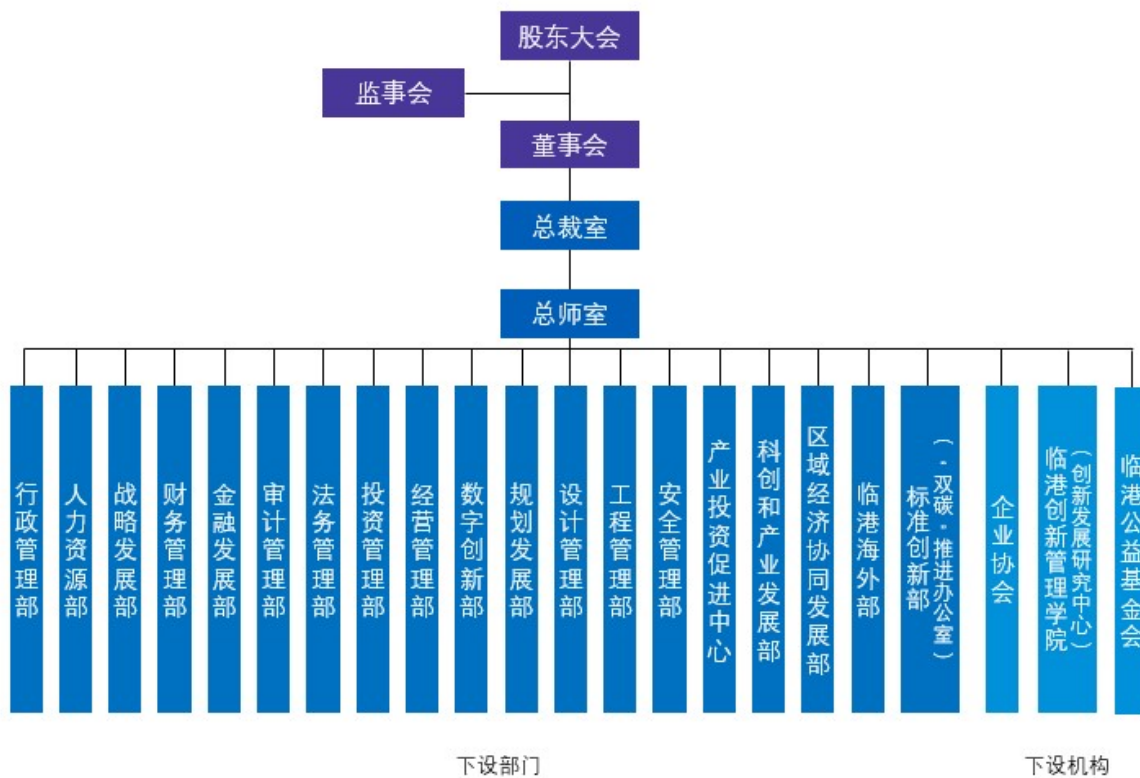 股东大会
监事会
董事会
总裁室
总师室
行政管理部
人力资源部
战略发展部
财务管理部
金融发展部
审计管理部
法务管理部
投资管理部
经营管理部
数字创新部
规划发展部
设计管理部
工程管理部
安全管理部
产业投资促进中心
科创和产业发展部
区域经济协同发展部
临港海外部
标准创新部
（-双碳-推进办公室）
企业协会
临港创新管理学院
（创新发展研究中心）
临港公益基金会
下设部门
下设机构